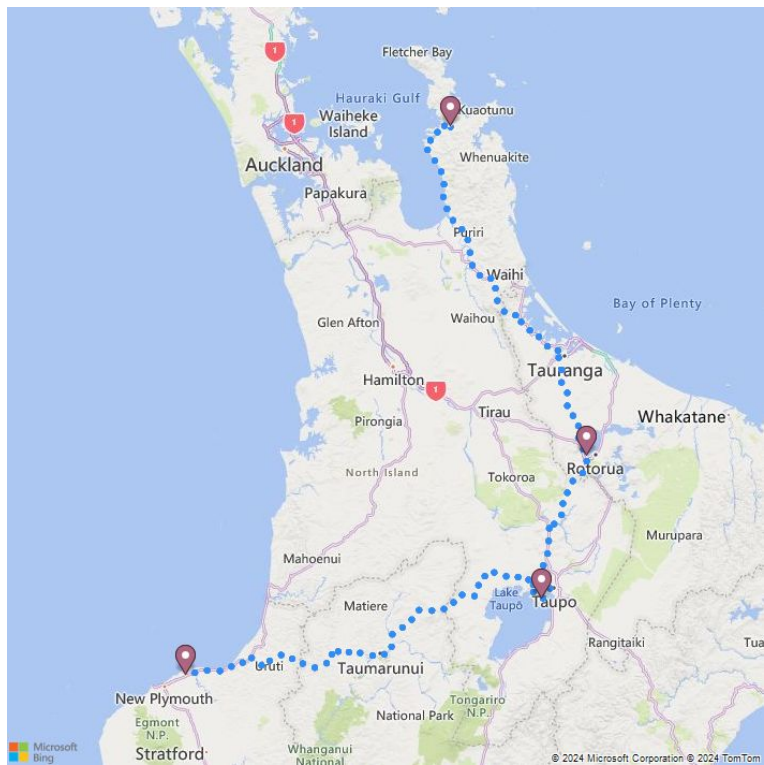 1
Fletcher Bay
Hauraki Gulf
Kuaotunu
1
Waiheke
Island
Auckland
Whenuakite
Papakura
Puriri
Waihi
Bay of Plenty
Glen Afton
Waihou
Tauranga
Hamilton
1
Tirau
Whakatane
Pirongia
North Island
Rotorua
Tokoroa
Murupara
Mahoenui
Lake
Taupō
Taupo
Matiere
Rangitaiki
Tua
Uruti
Taumarunui
New Plymouth
Tongariro
N.P.
National Park
Egmont
N.P.
Stratford
Whanganui
National
Microsoft
Bing
© 2024 Microsoft Corporation © 2024 TomTom